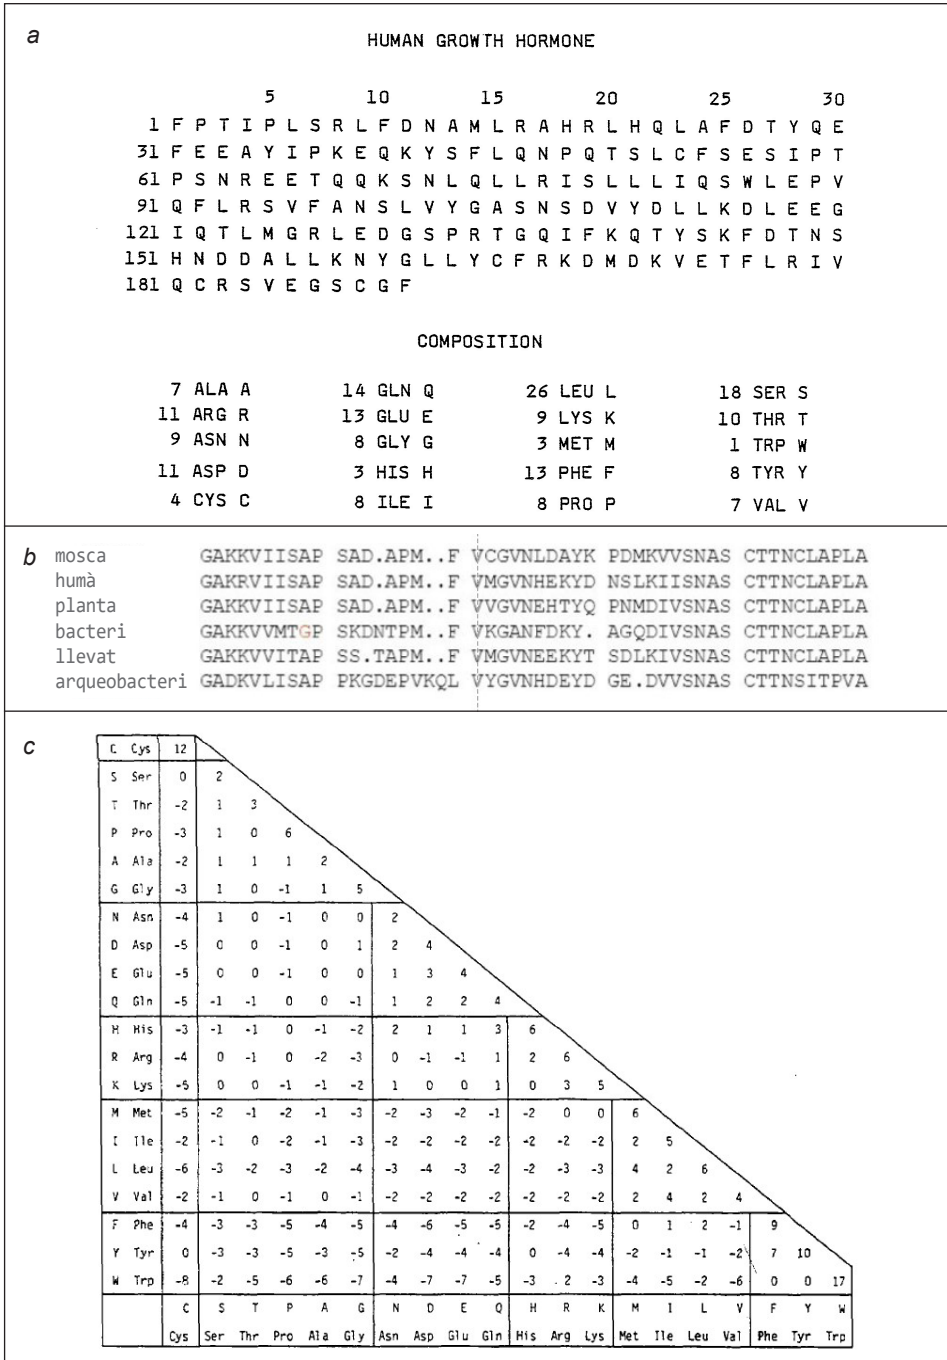 a
HUMAN GROWTH HORMONE
5 10 15 20 25 30
1 F P T I P L S R L F D N A M L R A H R L H Q L A F D T Y Q E
31 F E E A Y I P K E Q K Y S F L Q N P Q T S L C F S E S I P T
61 P S N R E E T Q Q K S N L Q L L R I S L L L I Q S W L E P V
91 Q F L R S V F A N S L V Y G A S N S D V Y D L L K D L E E G
121 I Q T L M G R L E D G S P R T G Q I F K Q T Y S K F D T N S
151 H N D D A L L K N Y G L L Y C F R K D M D K V E T F L R I V
181 Q C R S V E G S C G F
COMPOSITION
7 ALA A 14 GLN Q 26 LEU L 18 SER S
11 ARG R 13 GLU E 9 LYS K 10 THR T
9 ASN N 8 GLY G 3 MET M 1 TRP W
11 ASP D 3 HIS H 13 PHE F 8 TYR Y
4 CYS C 8 ILE I 8 PRO P 7 VAL V
b
mosca GAKKVIISAP SAD.APM..F VCGVNLDAYK PDMKVVSNAS CTTNCLAPLA
humà GAKRVIISAP SAD.APM..F VMGVNHEKYD NSLKIISNAS CTTNCLAPLA
planta GAKKVIISAP SAD.APM..F VVGVNEHTYQ PNMDIVSNAS CTTNCLAPLA
bacteri GAKKVVMTGP SKDNTPM..F VKGANFDKY. AGQDIVSNAS CTTNCLAPLA
llevat GAKKVVITAP SS.TAPM..F VMGVNEEKYT SDLKIVSNAS CTTNCLAPLA
arqueobacteri GADKVLISAP PKGDEPVKQL VYGVNHDEYD GE.DVVSNAS CTTNSITPVA
c
C Cys 12
S Ser 0 2
T Thr -2 1 3
P Pro -3 1 0 6
A Ala -2 1 1 1 2
G Gly -3 1 0 -1 1 5
N Asn -4 1 0 -1 0 0 2
D Asp -5 0 0 -1 0 1 2 4
E Glu -5 0 0 -1 0 0 1 3 4
Q Gln -5 -1 -1 0 0 -1 1 2 2 4
H His -3 -1 -1 0 -1 -2 2 1 1 3 6
R Arg -4 0 -1 0 -2 -3 0 -1 -1 1 2 6
K Lys -5 0 0 -1 -1 -2 1 0 0 1 0 3 5
M Met -5 -2 -1 -2 -1 -3 -2 -3 -2 -1 -2 0 0 6
I Ile -2 -1 0 -2 -1 -3 -2 -2 -2 -2 -2 -2 -2 2 5
L Leu -6 -3 -2 -3 -2 -4 -3 -4 -3 -2 -2 -3 -3 4 2 6
V Val -2 -1 0 -1 0 -1 -2 -2 -2 -2 -2 -2 -2 2 4 2 4
F Phe -4 -3 -3 -5 -4 -5 -4 -6 -5 -5 -2 -4 -5 0 1 2 -1 9
Y Tyr 0 -3 -3 -5 -3 -5 -2 -4 -4 -4 0 -4 -4 -2 -1 -1 -2 7 10
W Trp -8 -2 -5 -6 -6 -7 -4 -7 -7 -5 -3 2 -3 -4 -5 -2 -6 0 0 17
C S T P A G N D E Q H R K M I L V F Y W
Cys Ser Thr Pro Ala Gly Asn Asp Glu Gln His Arg Lys Met Ile Leu Val Phe Tyr Trp